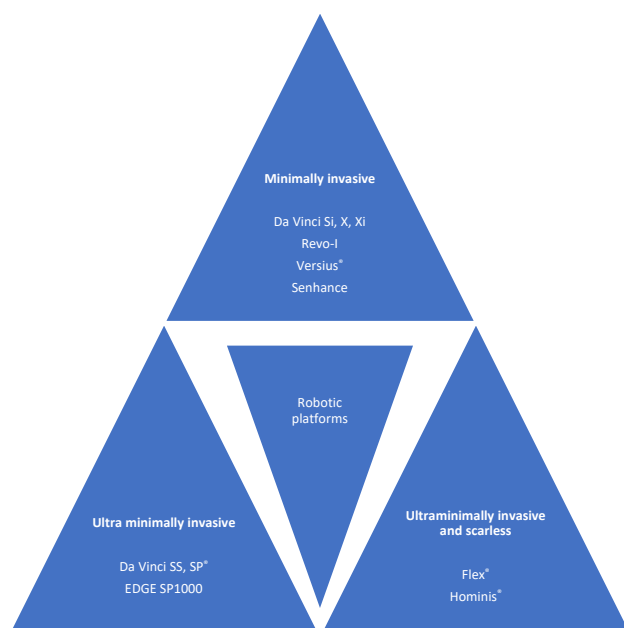 Minimally invasive
Da Vinci Si, X, Xi
Revo-I
Versius®
Senhance
Robotic
platforms
Ultra minimally invasive
Da Vinci SS, SP®
EDGE SP1000
Ultraminimally invasive
and scarless
Flex®
Hominis®